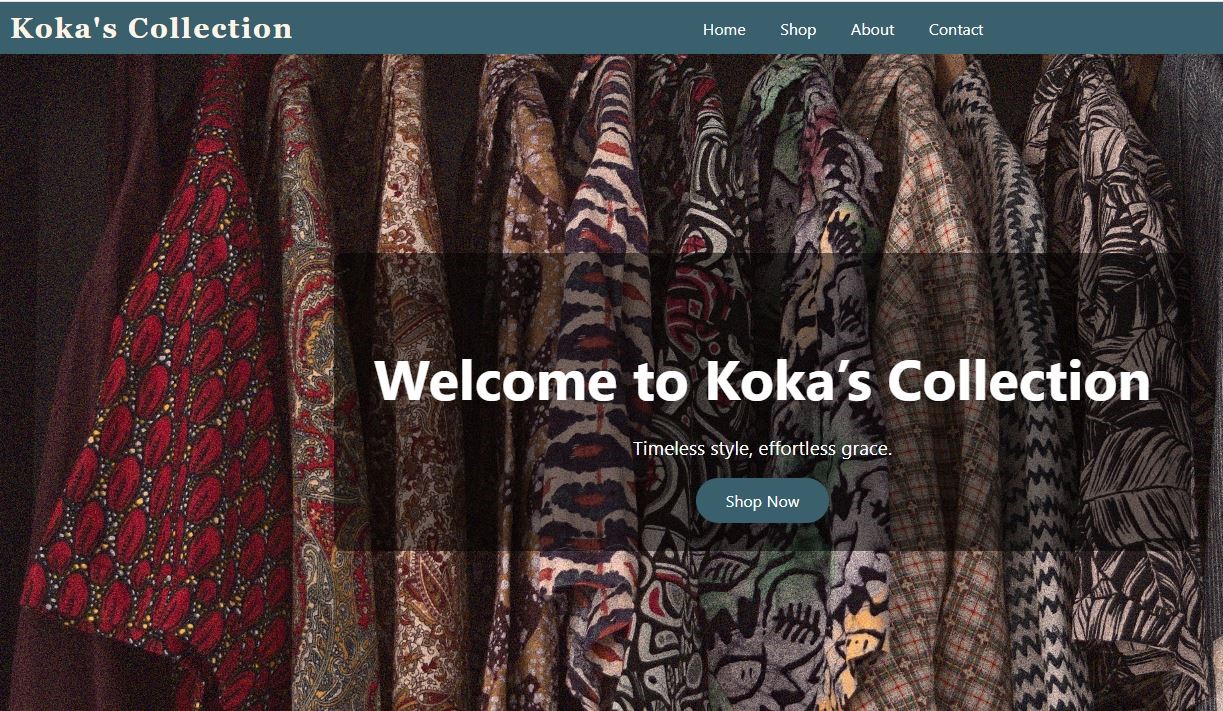 Koka's Collection
Home Shop About Contact
Welcome to Koka’s Collection
Timeless style, effortless grace.
Shop Now